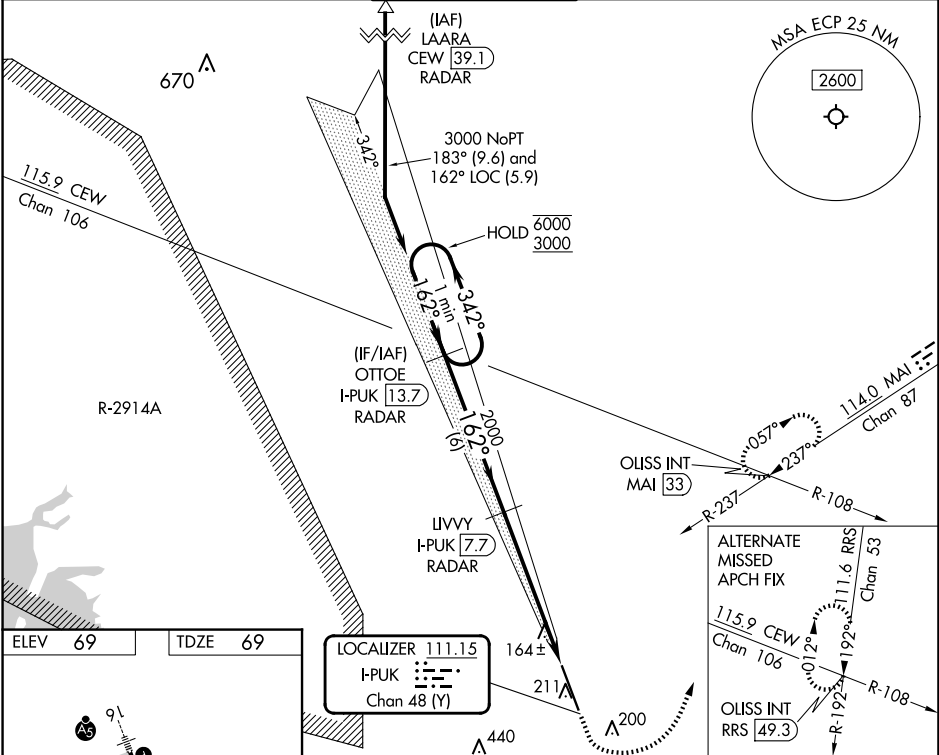 (IAF)
LAARA
CEW 39.1
RADAR
MSA ECP 25 NM
2600
670
342°
3000 NoPT
183° (9.6) and
162° LOC (5.9)
115.9 CEW
Chan 106
HOLD 6000
3000
162°
1 min
342°
(IF/IAF)
OTTOE
I-PUK 13.7
RADAR
2000
162°
(6)
R-2914A
114.0 MAI
Chan 87
057°
237°
OLISS INT
MAI 33
R-237
R-108
LIVVY
I-PUK 7.7
RADAR
ALTERNATE
MISSED
APCH FIX
111.6 RRS
Chan 53
115.9 CEW
Chan 106
012°
192°
R-108
OLISS INT
RRS 49.3
R-192
ELEV 69
TDZE 69
LOCALIZER 111.15
I-PUK
Chan 48 (Y)
164±
211
200
440
16
A5